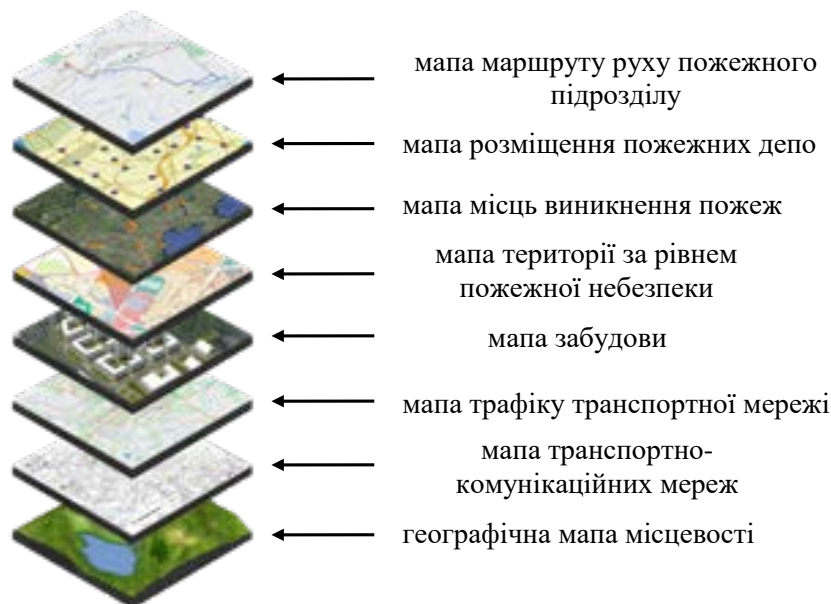 мапа маршруту руху пожежного
підрозділу
мапа розміщення пожежних депо
мапа місць виникнення пожеж
мапа території за рівнем
пожежної небезпеки
мапа забудови
мапа трафіку транспортної мережі
мапа транспортно-
комунікаційних мереж
географічна мапа місцевості